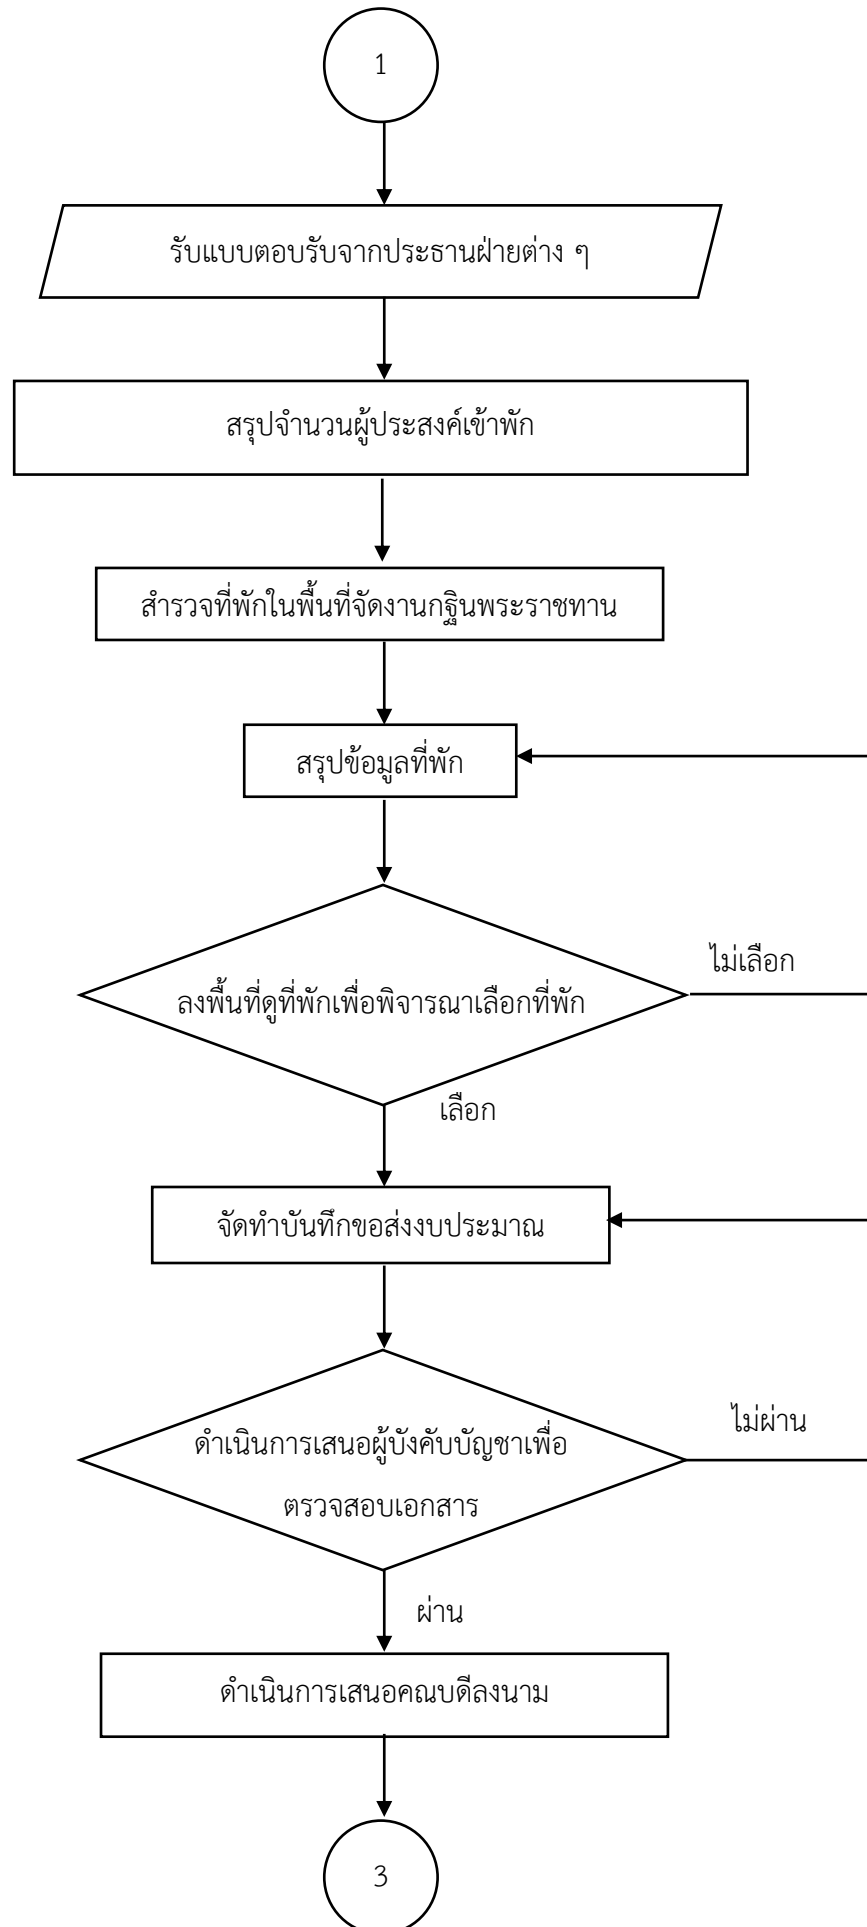 1
รับแบบตอบรับจากประธานฝ่ายต่าง ๆ
สรุปจำนวนผู้ประสงค์เข้าพัก
สำรวจที่พักในพื้นที่จัดงานกฐินพระราชทาน
สรุปข้อมูลที่พัก
ไม่เลือก
ลงพื้นที่ดูที่พักเพื่อพิจารณาเลือกที่พัก
เลือก
จัดทำบันทึกขอส่งงบประมาณ
ไม่ผ่าน
ดำเนินการเสนอผู้บังคับบัญชาเพื่อ
ตรวจสอบเอกสาร
ผ่าน
ดำเนินการเสนอคณบดีลงนาม
3